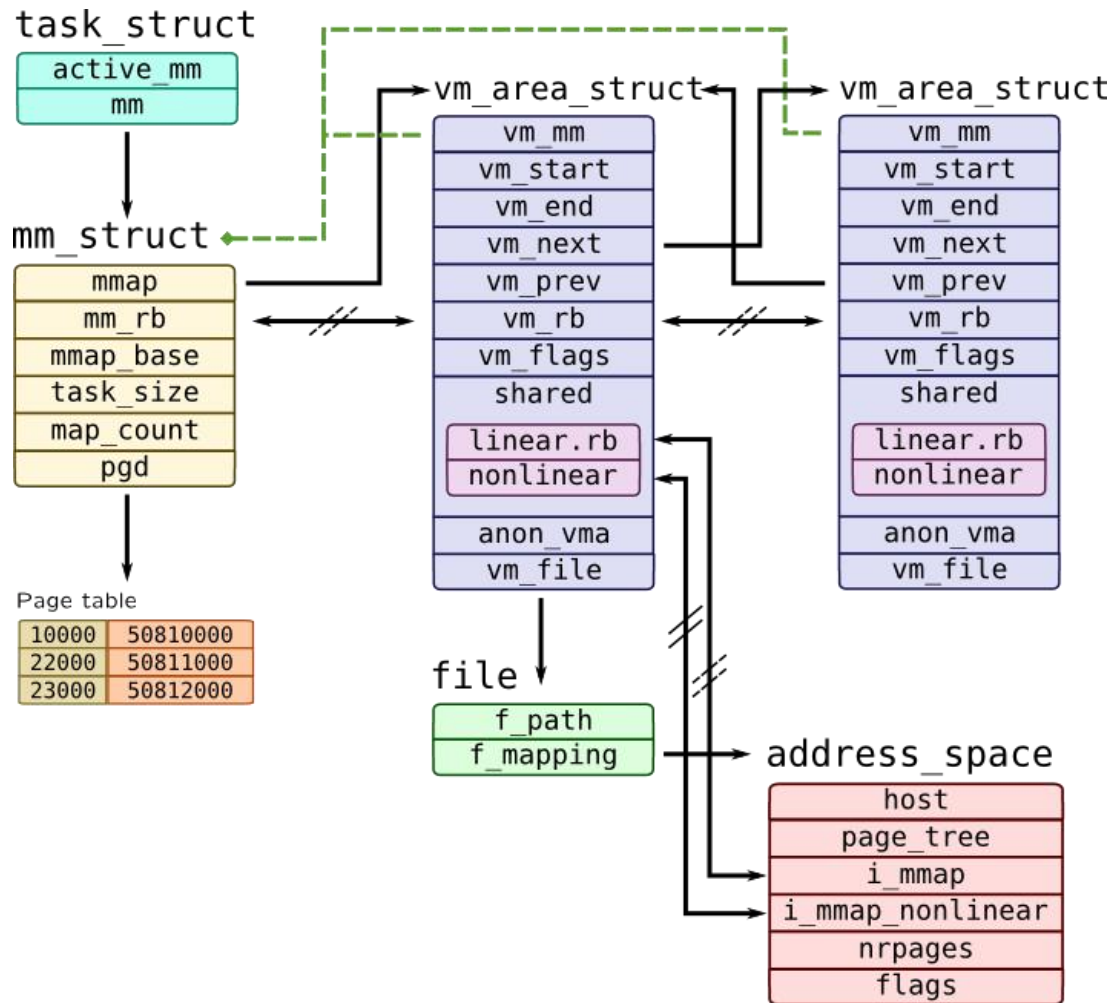 task_struct
active_mm
mm
mm_struct
mmap
mm_rb
mmap_base
task_size
map_count
pgd
Page table
10000 50810000
22000 50811000
23000 50812000
vm_area_struct
vm_mm
vm_start
vm_end
vm_next
vm_prev
vm_rb
vm_flags
shared
linear.rb
nonlinear
anon_vma
vm_file
file
f_path
f_mapping
vm_area_struct
vm_mm
vm_start
vm_end
vm_next
vm_prev
vm_rb
vm_flags
shared
linear.rb
nonlinear
anon_vma
vm_file
address_space
host
page_tree
i_mmap
i_mmap_nonlinear
nrpages
flags